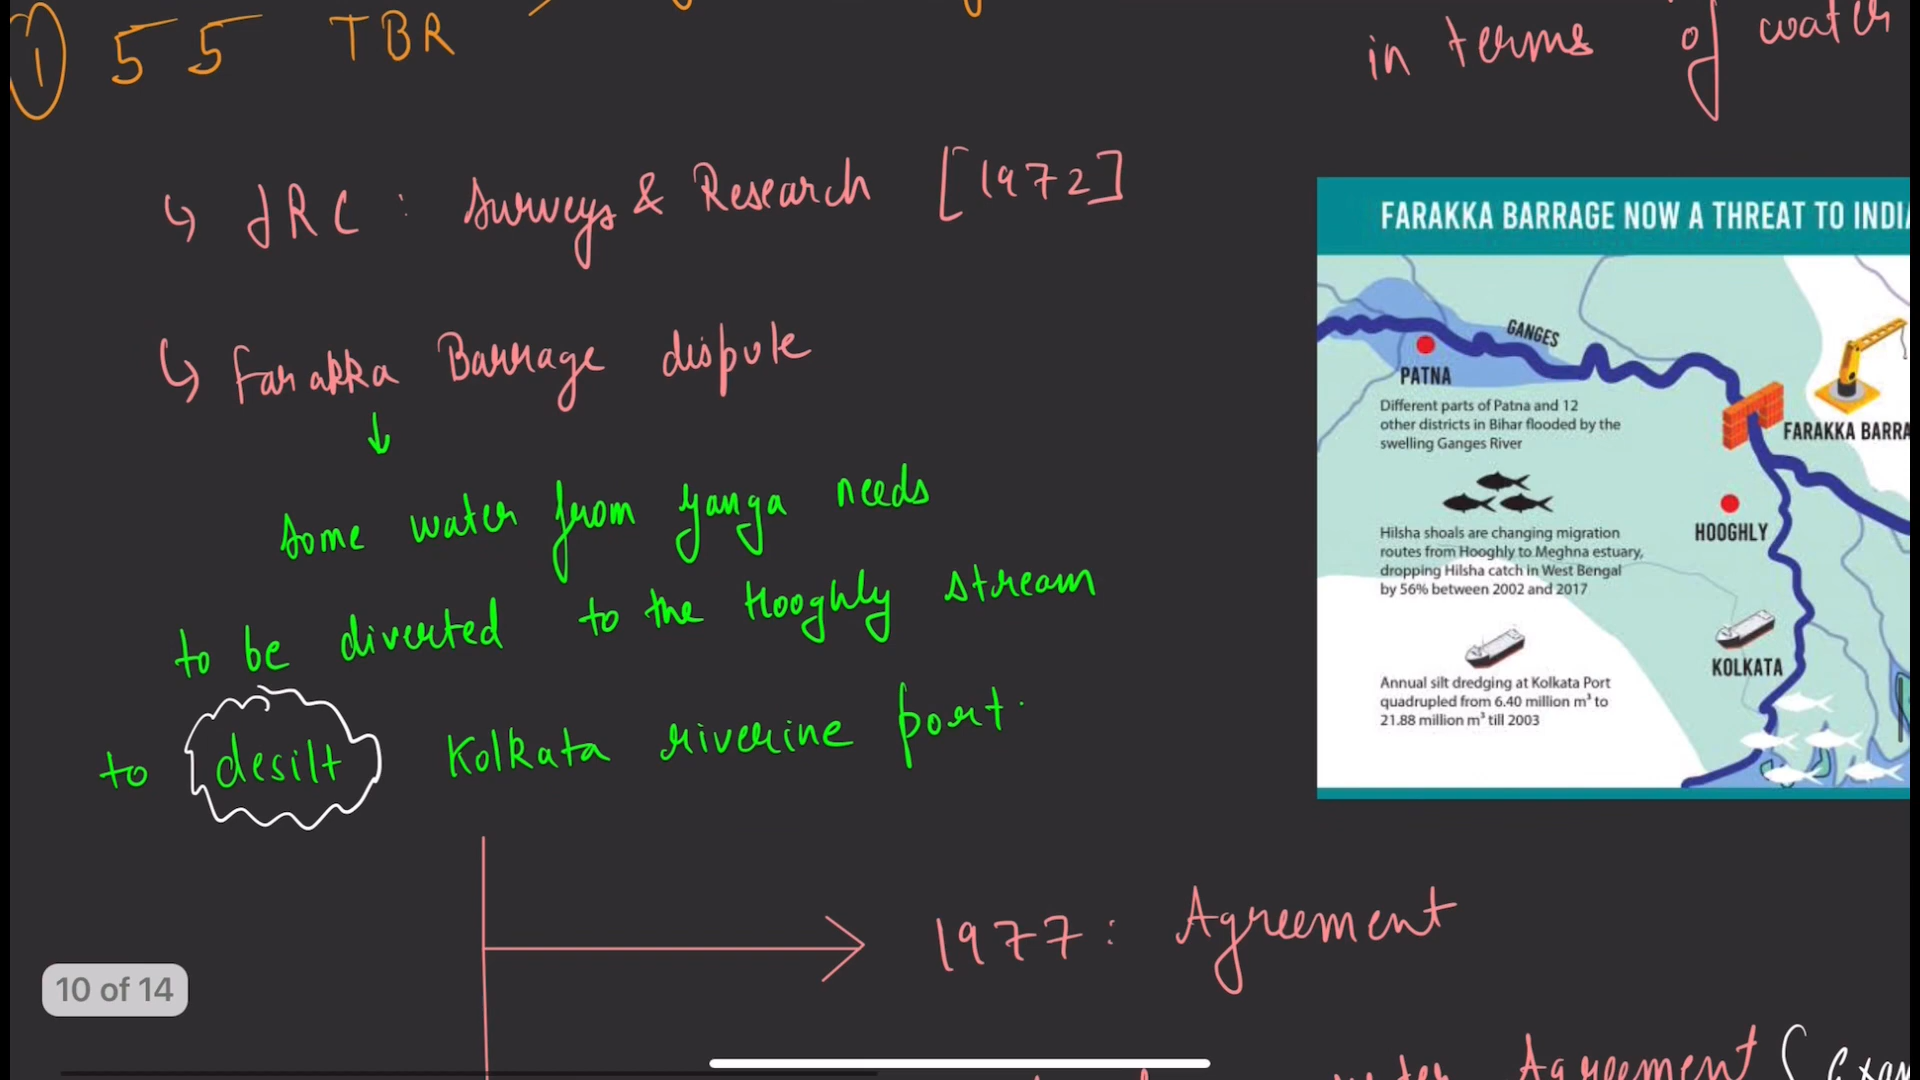 ① 55 TBR
in terms of water
↳ JRC : Surveys & Research [1972]
↳ Farakka Barrage dispute
↓
Some water from Ganga needs
to be diverted to the Hooghly stream
to desilt Kolkata riverine port.
FARAKKA BARRAGE NOW A THREAT TO INDIA
GANGES
PATNA
Different parts of Patna and 12
other districts in Bihar flooded by the
swelling Ganges River
FARAKKA BARRA
Hilsha shoals are changing migration
routes from Hooghly to Meghna estuary,
dropping Hilsha catch in West Bengal
by 56% between 2002 and 2017
HOOGHLY
Annual silt dredging at Kolkata Port
quadrupled from 6.40 million m³ to
21.88 million m³ till 2003
KOLKATA
1977 : Agreement
10 of 14
Agreement (